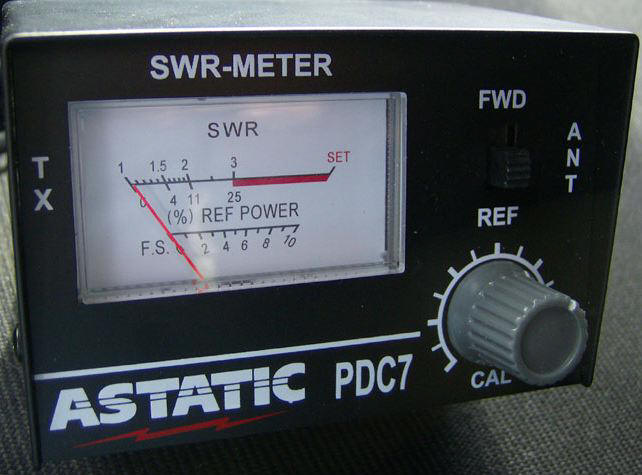 SWR-METER
FWD
ANT
TX
SWR
1 1.5 2 3 SET
0 4 11 25
(%) REF POWER
F.S. 0 2 4 6 8 10
REF
CAL
ASTATIC PDC7